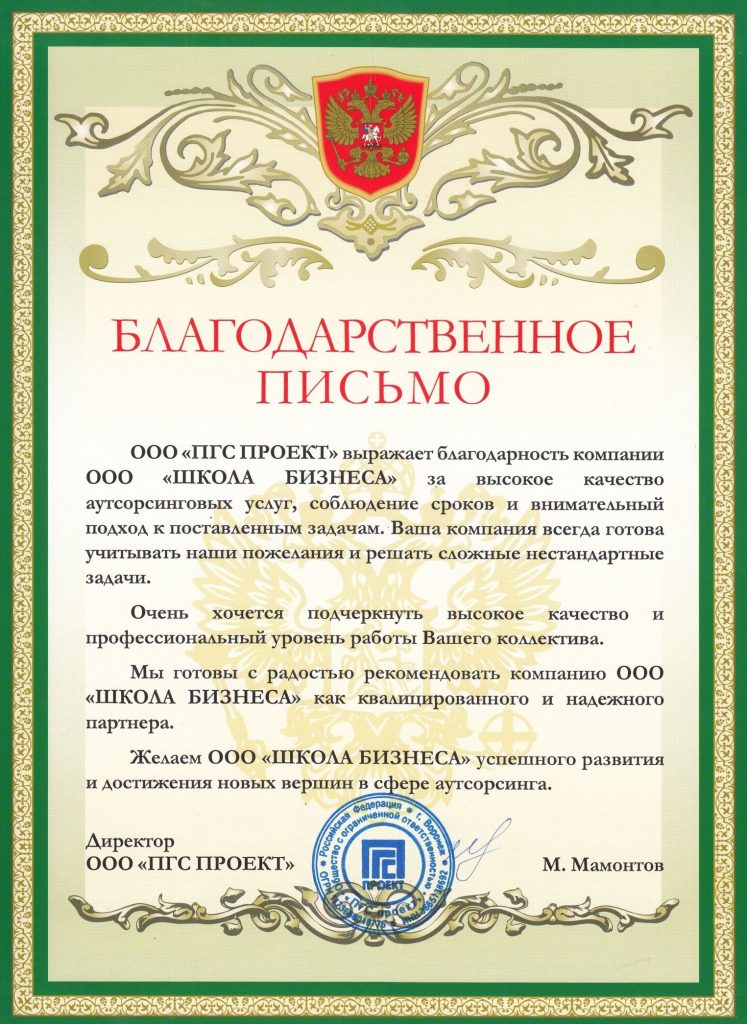 БЛАГОДАРСТВЕННОЕ
ПИСЬМО
ООО «ПГС ПРОЕКТ» выражает благодарность компании
ООО «ШКОЛА БИЗНЕСА» за высокое качество
аутсорсинговых услуг, соблюдение сроков и внимательный
подход к поставленным задачам. Ваша компания всегда готова
учитывать наши пожелания и решать сложные нестандартные
задачи.
Очень хочется подчеркнуть высокое качество и
профессиональный уровень работы Вашего коллектива.
Мы готовы с радостью рекомендовать компанию ООО
«ШКОЛА БИЗНЕСА» как квалицированного и надежного
партнера.
Желаем ООО «ШКОЛА БИЗНЕСА» успешного развития
и достижения новых вершин в сфере аутсорсинга.
Директор
ООО «ПГС ПРОЕКТ»
М. Мамонтов
Российская Федерация * г. Воронеж *
Общество с ограниченной ответственностью
ПГС
ПРОЕКТ
«ПГС проект»